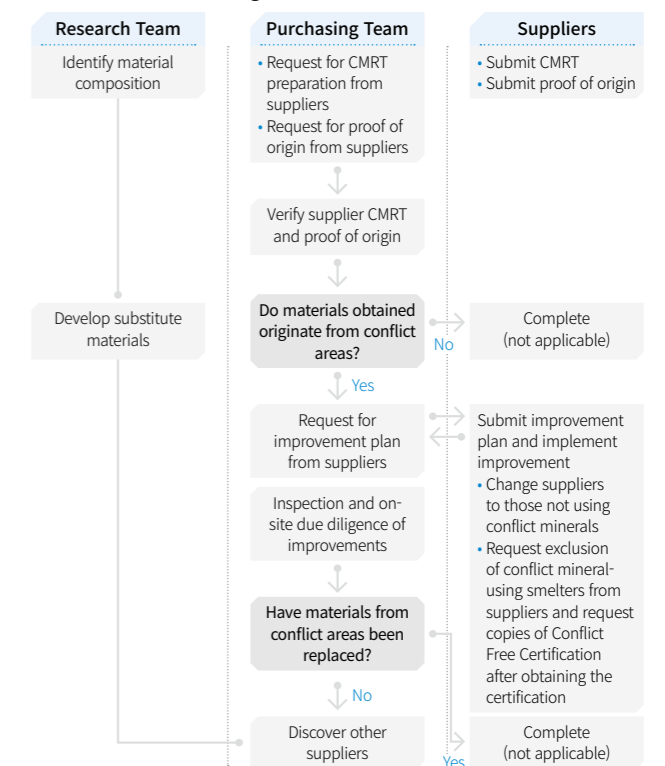 Research Team
Identify material
composition
Develop substitute
materials
Purchasing Team
• Request for CMRT
preparation from
suppliers
• Request for proof of
origin from suppliers
Verify supplier CMRT
and proof of origin
Do materials obtained
originate from conflict
areas?
No
Yes
Request for
improvement plan
from suppliers
Inspection and on-
site due diligence of
improvements
Have materials from
conflict areas been
replaced?
No
Yes
Discover other
suppliers
Suppliers
• Submit CMRT
• Submit proof of origin
Complete
(not applicable)
Submit improvement
plan and implement
improvement
• Change suppliers
to those not using
conflict minerals
• Request exclusion
of conflict mineral-
using smelters from
suppliers and request
copies of Conflict
Free Certification
after obtaining the
certification
Complete
(not applicable)